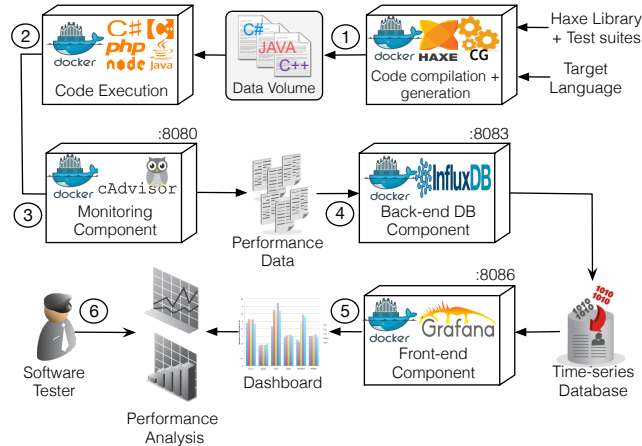 2
docker
C#
php
node
Java
Code Execution
C#
JAVA
C++
Data Volume
1
docker
HAXE
CG
Code compilation +
generation
Haxe Library
+ Test suites
Target
Language
:8080
docker
cAdvisor
Monitoring
Component
3
Performance
Data
:8083
docker
InfluxDB
Back-end DB
Component
4
:8086
docker
Grafana
Front-end
Component
5
1010
1010
1010
1010
Time-series
Database
Dashboard
6
Software
Tester
Performance
Analysis